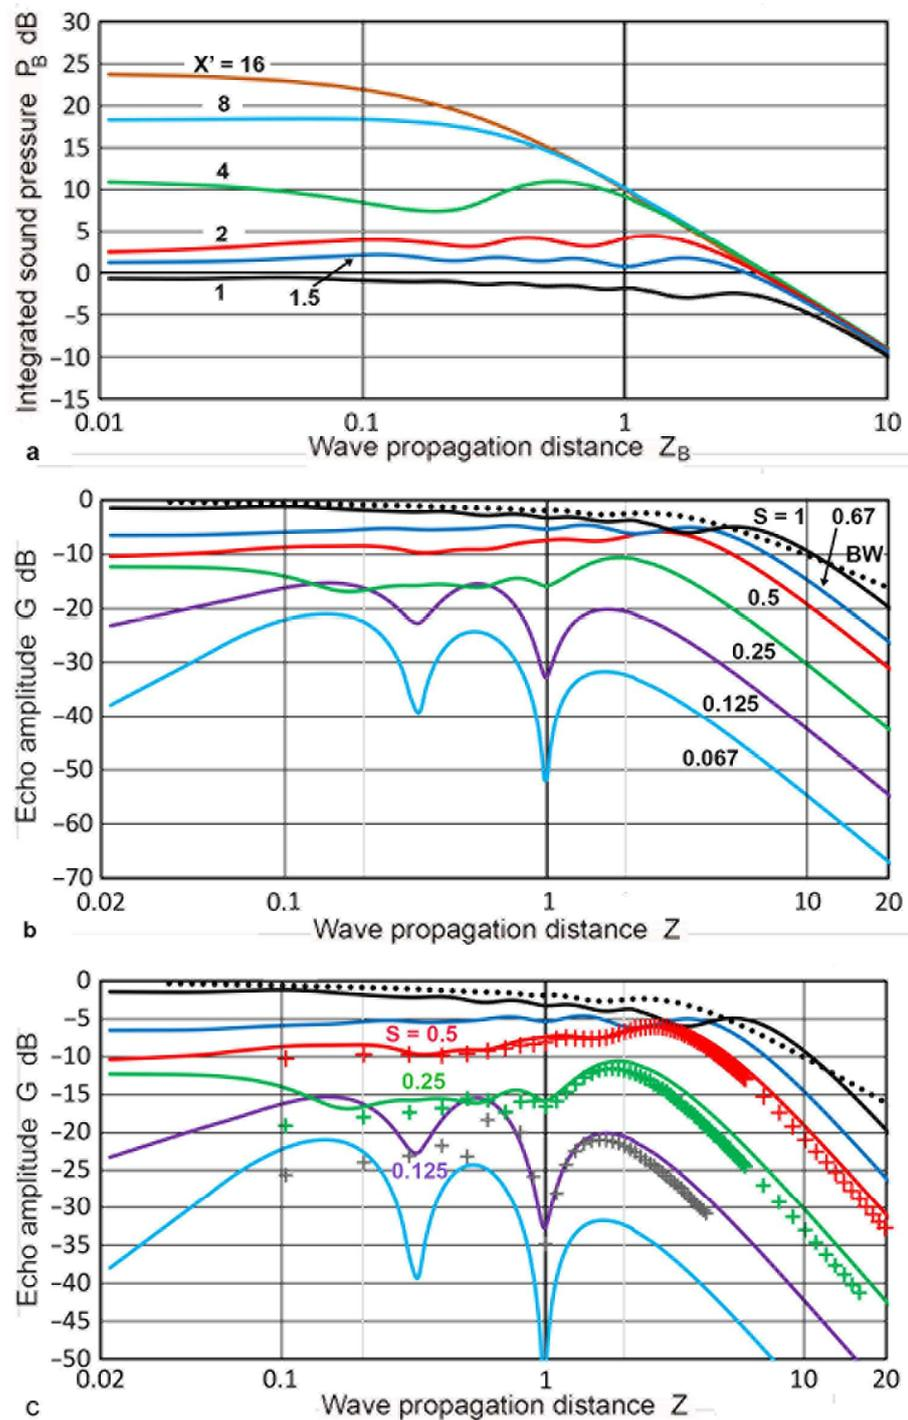 Integrated sound pressure P_B dB
30
25
20
15
10
5
0
−5
−10
−15
X' = 16
8
4
2
1.5
1
0.01 0.1 1 10
Wave propagation distance Z_B
a
Echo amplitude G dB
0
−10
−20
−30
−40
−50
−60
−70
S = 1 0.67
BW
0.5
0.25
0.125
0.067
0.02 0.1 1 10 20
Wave propagation distance Z
b
Echo amplitude G dB
0
−5
−10
−15
−20
−25
−30
−35
−40
−45
−50
S = 0.5
0.25
0.125
0.02 0.1 1 10 20
Wave propagation distance Z
c